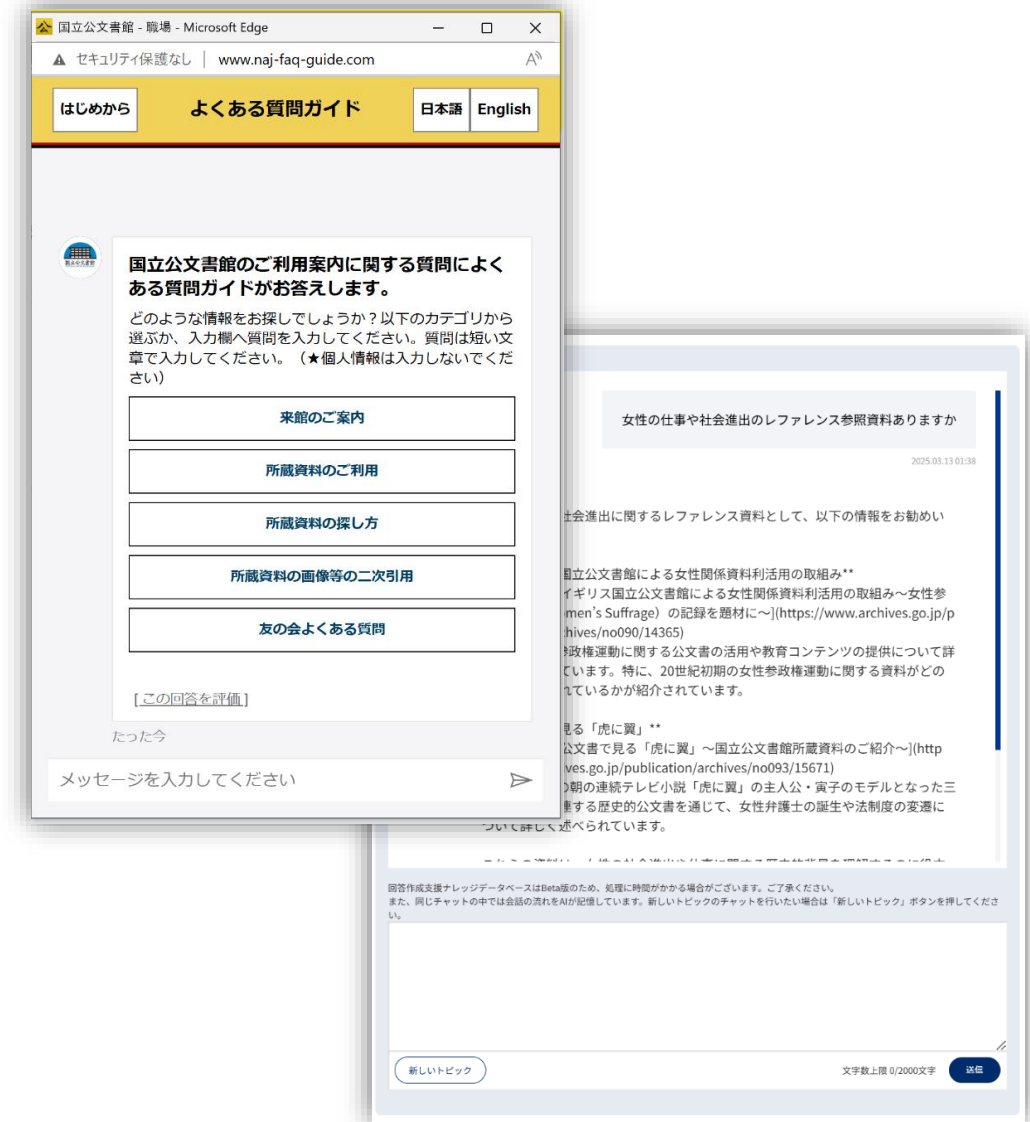 国立公文書館 - 職場 - Microsoft Edge
セキュリティ保護なし | www.naj-faq-guide.com
はじめから
よくある質問ガイド
日本語
English
国立公文書館のご利用案内に関する質問によく
ある質問ガイドがお答えします。
どのような情報をお探しでしょうか？以下のカテゴリから
選ぶか、入力欄へ質問を入力してください。質問は短い文
章で入力してください。（★個人情報は入力しないでくだ
さい）
来館のご案内
所蔵資料のご利用
所蔵資料の探し方
所蔵資料の画像等の二次引用
友の会よくある質問
[この回答を評価]
たった今
メッセージを入力してください
女性の仕事や社会進出のレファレンス参照資料ありますか
2025.03.13 01:38
社会進出に関するレファレンス資料として、以下の情報をお勧めい
国立公文書館による女性関係資料利活用の取組み**
イギリス国立公文書館による女性関係資料利活用の取組み～女性参
men's Suffrage）の記録を題材に～](https://www.archives.go.jp/p
hives/no090/14365)
参政権運動に関する公文書の活用や教育コンテンツの提供について詳
ています。特に、20世紀初期の女性参政権運動に関する資料がどの
れているかが紹介されています。
見る「虎に翼」**
公文書で見る「虎に翼」～国立公文書館所蔵資料のご紹介～](http
ves.go.jp/publication/archives/no093/15671)
の朝の連続テレビ小説「虎に翼」の主人公・寅子のモデルとなった三
連する歴史的公文書を通じて、女性弁護士の誕生や法制度の変遷に
ついて詳しく述べられています。
回答作成支援ナレッジデータベースはBeta版のため、処理に時間がかかる場合がございます。ご了承ください。
また、同じチャットの中では会話の流れをAIが記憶しています。新しいトピックのチャットを行いたい場合は「新しいトピック」ボタンを押してくださ
い。
新しいトピック
文字数上限 0/2000文字
送信